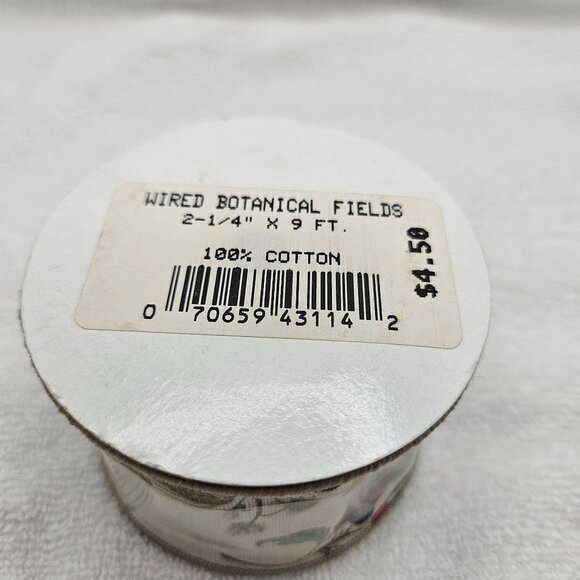 WIRED BOTANICAL FIELDS
2-1/4" X 9 FT.
100% COTTON
$4.50
0 70659 43114 2